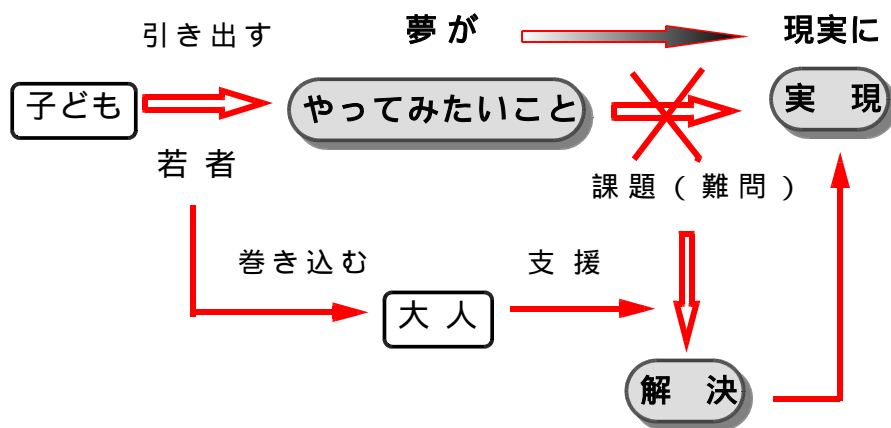 引き出す
夢が
現実に
子ども
やってみたいこと
実 現
若者
課題(難問)
巻き込む
支援
大人
解 決